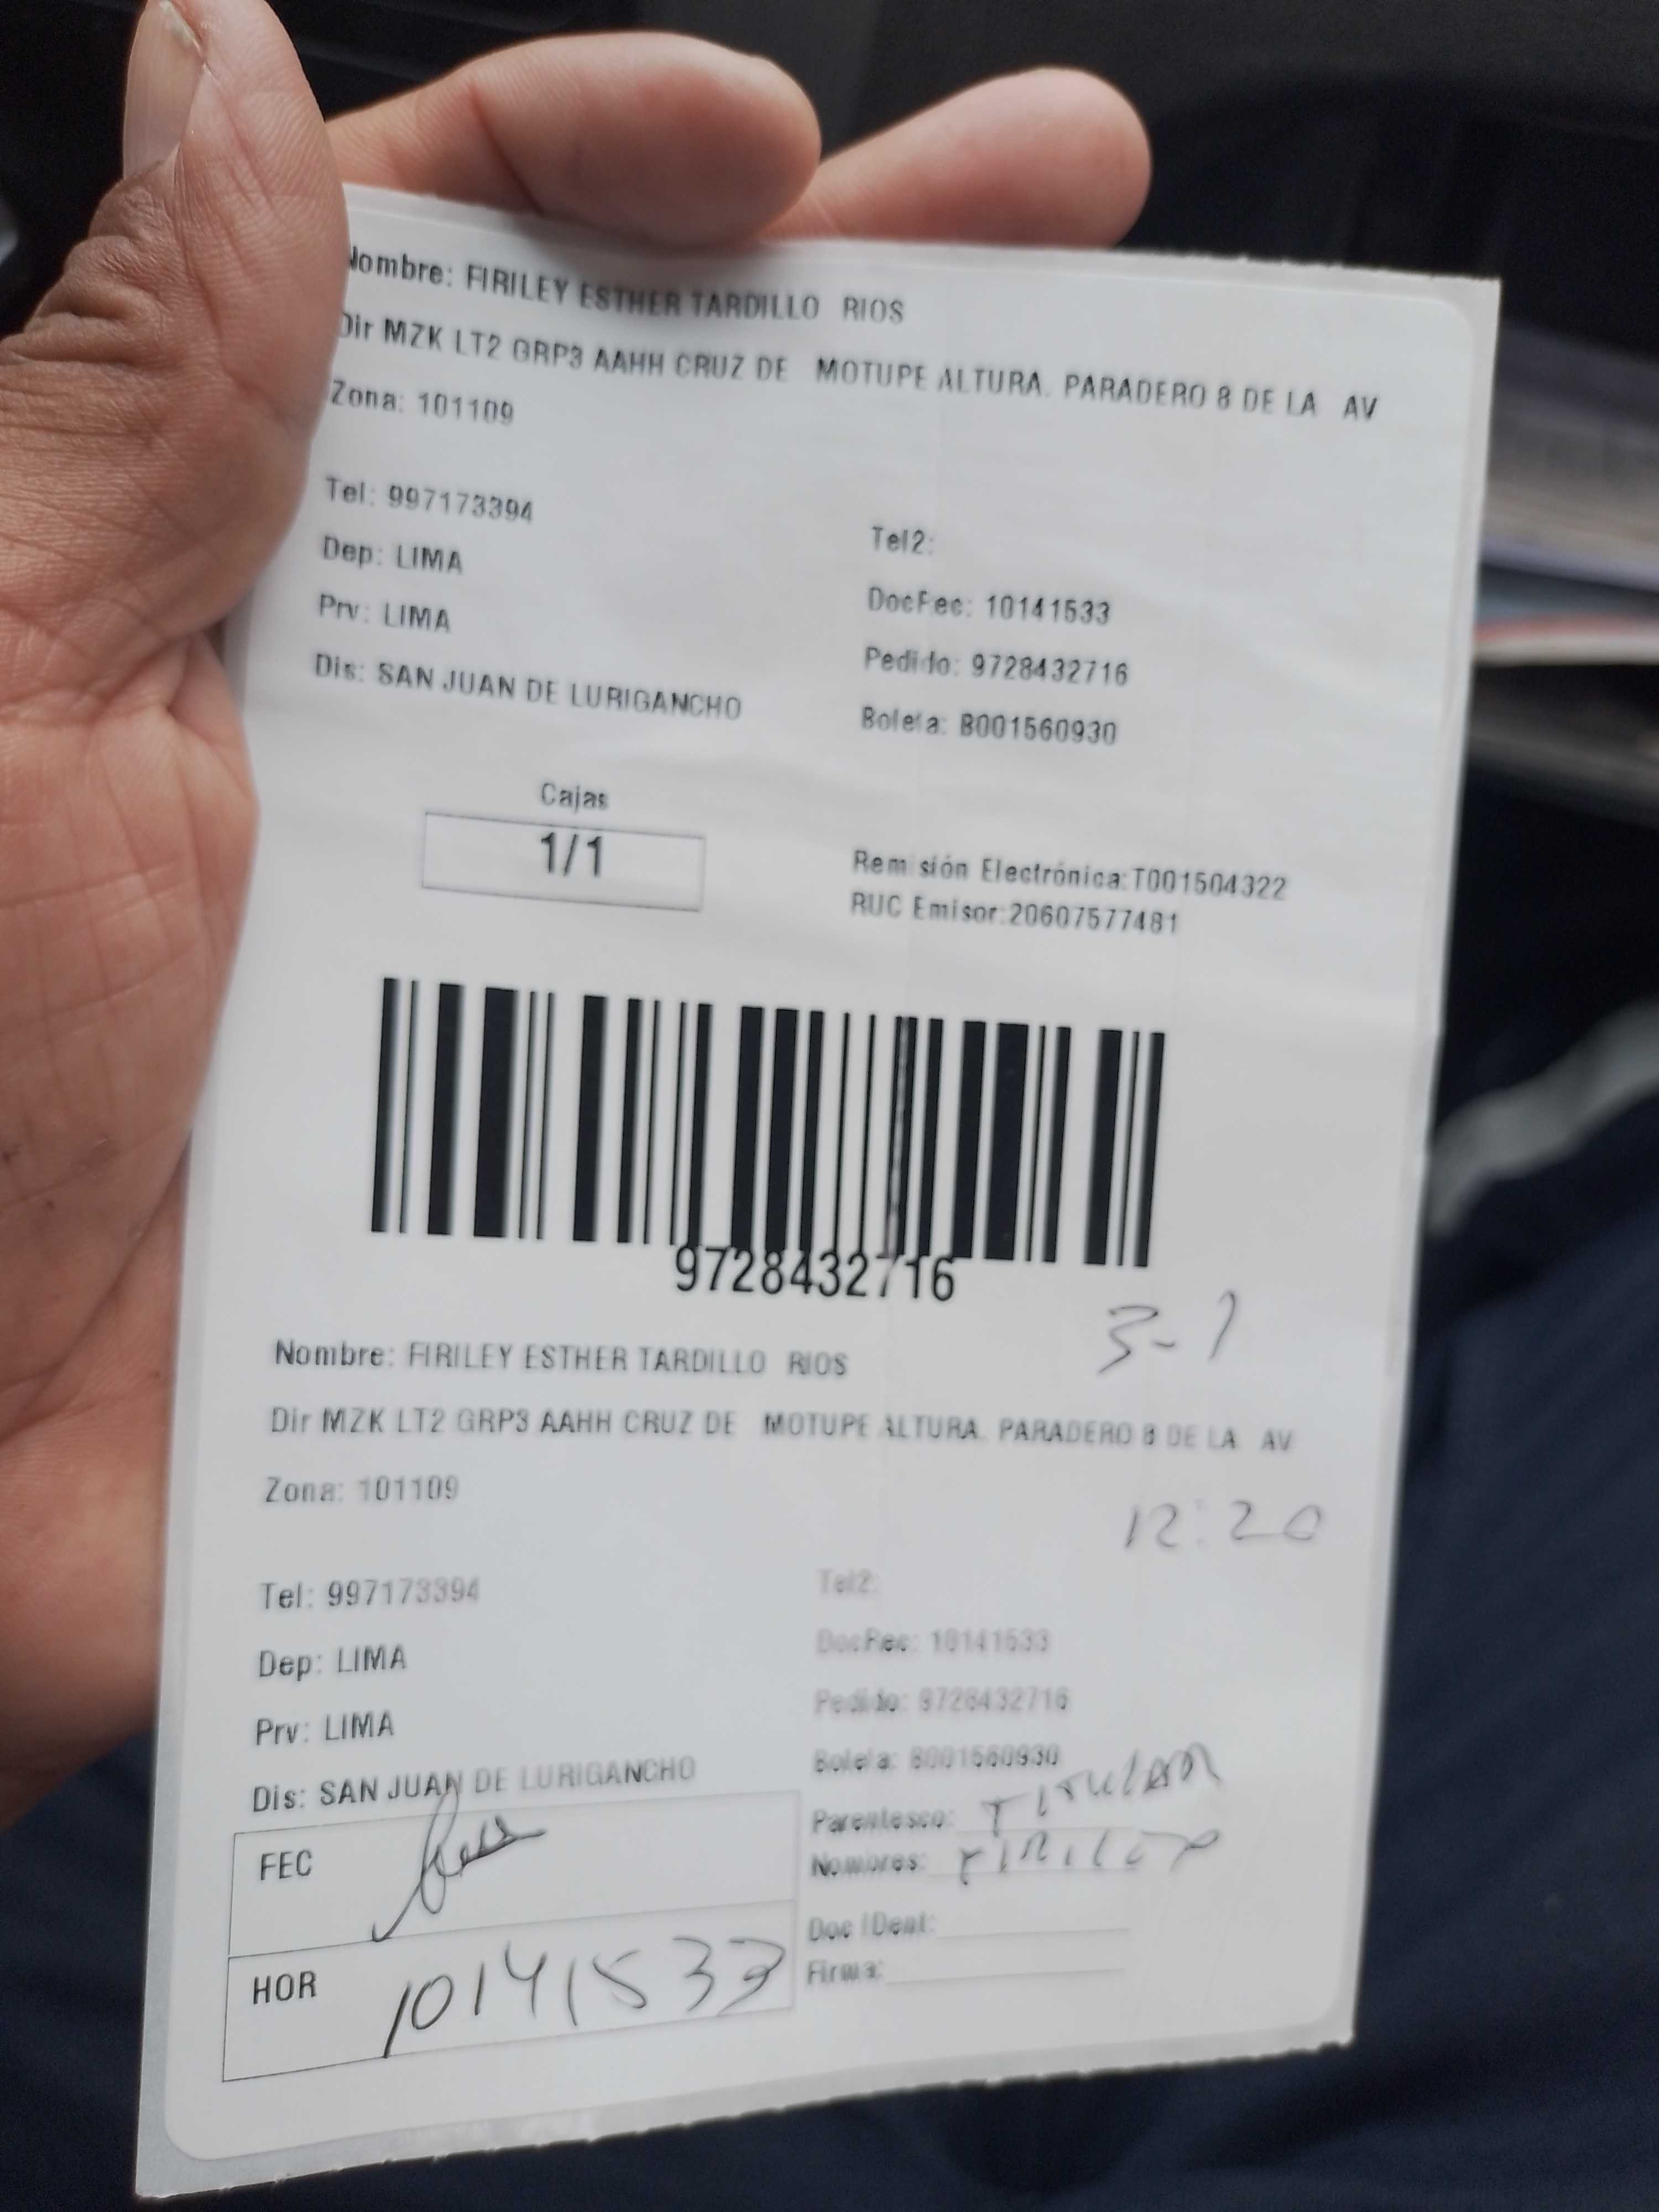 Nombre: FIRILEY ESTHER TARDILLO RIOS
Dir MZK LT2 GRP3 AAHH CRUZ DE MOTUPE ALTURA. PARADERO 8 DE LA AV
Zona: 101109
Tel: 997173394
Tel2:
Dep: LIMA
DocRec: 10141533
Prv: LIMA
Pedido: 9728432716
Dis: SAN JUAN DE LURIGANCHO
Boleta: B001560930
Cajas
1/1
Remisión Electrónica:T001504322
RUC Emisor:20607577481
9728432716
3-1
Nombre: FIRILEY ESTHER TARDILLO RIOS
Dir MZK LT2 GRP3 AAHH CRUZ DE MOTUPE ALTURA. PARADERO 8 DE LA AV
Zona: 101109
12:20
Tel: 997173394
Tel2:
Dep: LIMA
DocRec: 10141533
Prv: LIMA
Pedido: 9728432716
Dis: SAN JUAN DE LURIGANCHO
Boleta: B001560930
Parentesco: TITULAR
FEC
Nombres: FIRILEY
HOR 10141533
Doc IDent:
Firma: